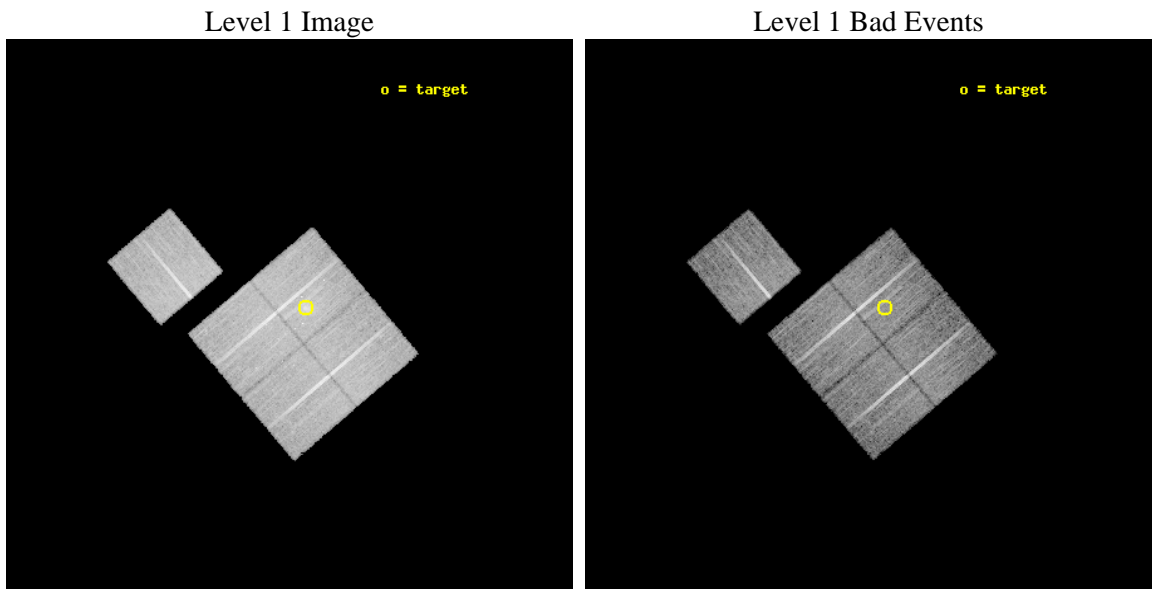 Level 1 Image
Level 1 Bad Events
o = target
o = target